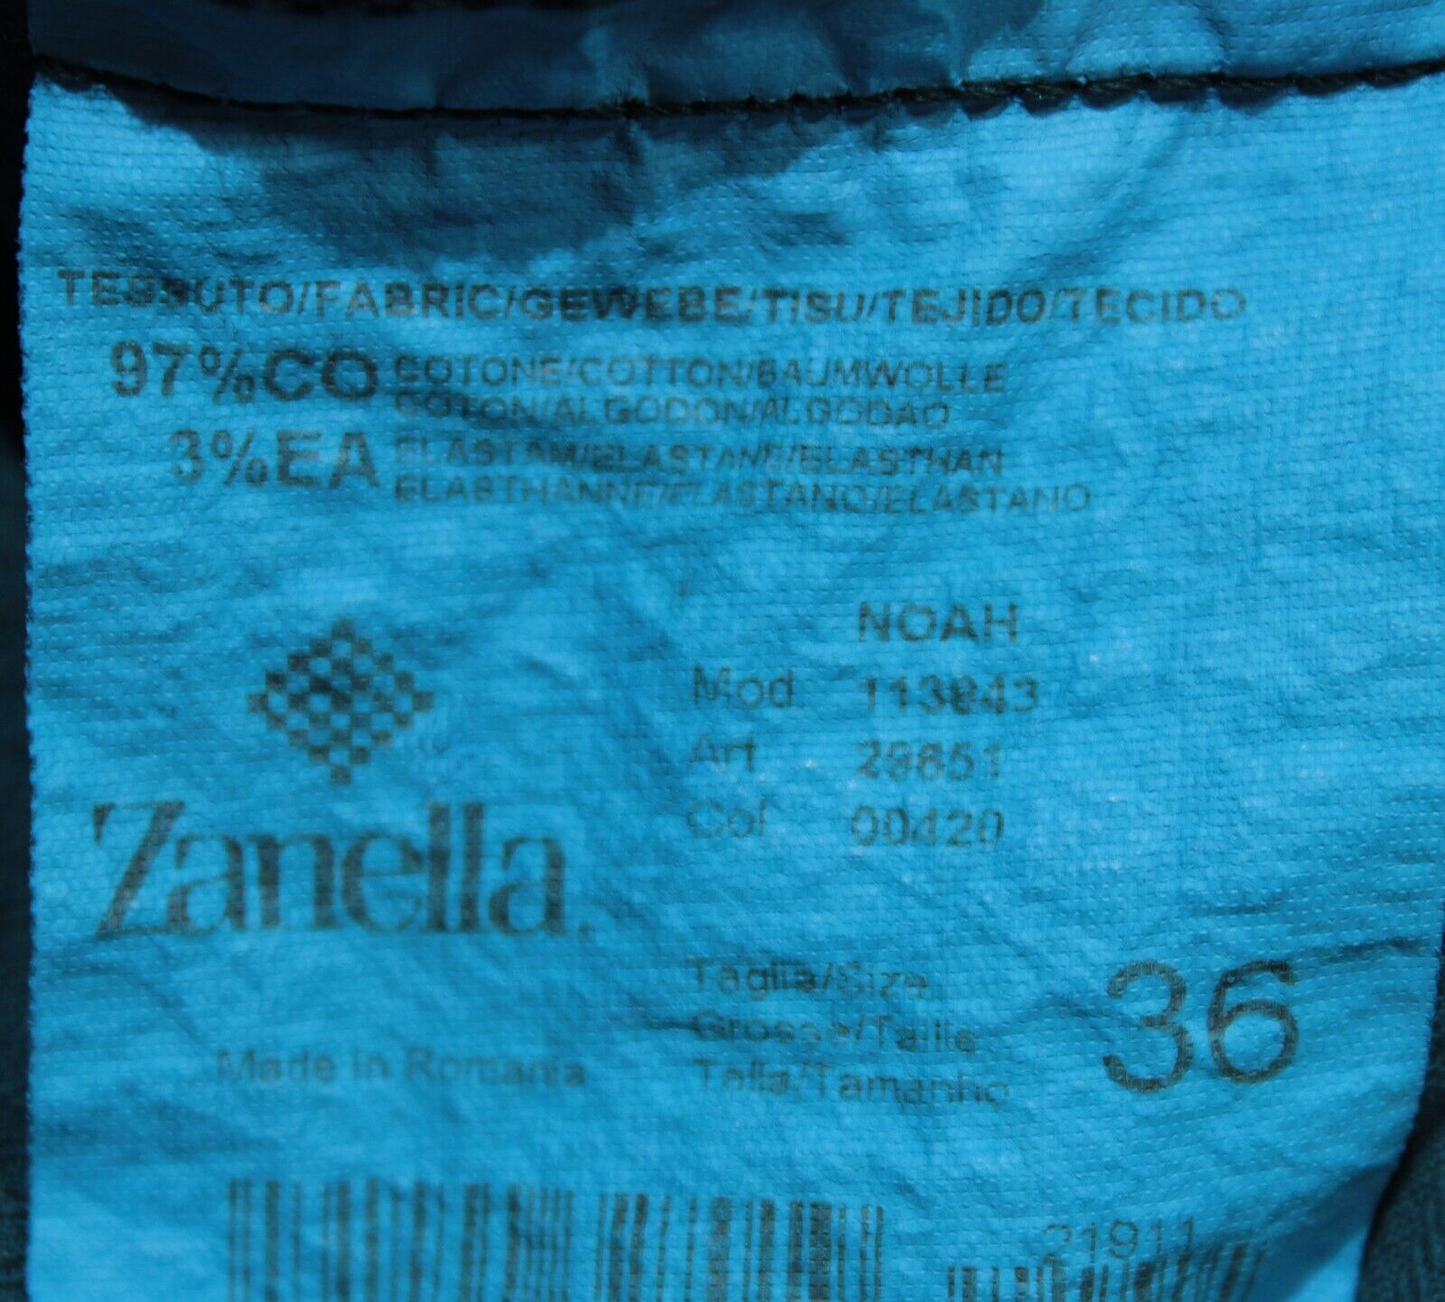 TESSUTO/FABRIC/GEWEBE/TISU/TEJIDO/TECIDO
97%CO COTONE/COTTON/BAUMWOLLE
COTON/ALGODON/ALGODAO
3%EA ELASTAM/ELASTANE/ELASTHAN
ELASTHANNE/ELASTANO/ELASTANO
NOAH
Mod. 113843
Art 29651
Col 00420
Zanella
Taglia/Size
Grosse/Taille
Talla/Tamanho
36
Made in Romania
21911